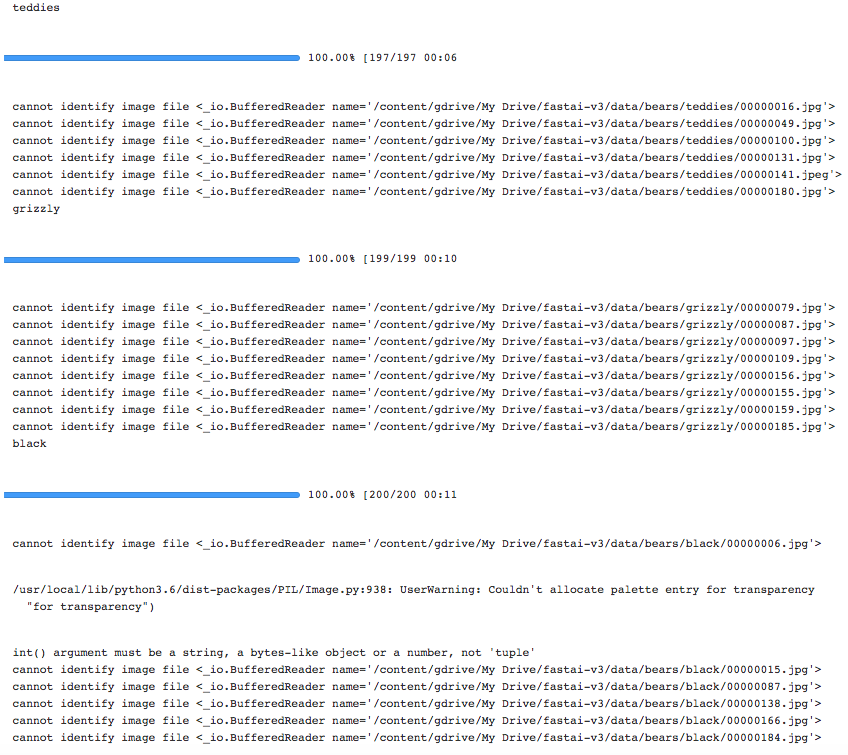 teddies
100.00% [197/197 00:06
cannot identify image file <_io.BufferedReader name='/content/gdrive/My Drive/fastai-v3/data/bears/teddies/00000016.jpg'>
cannot identify image file <_io.BufferedReader name='/content/gdrive/My Drive/fastai-v3/data/bears/teddies/00000049.jpg'>
cannot identify image file <_io.BufferedReader name='/content/gdrive/My Drive/fastai-v3/data/bears/teddies/00000100.jpg'>
cannot identify image file <_io.BufferedReader name='/content/gdrive/My Drive/fastai-v3/data/bears/teddies/00000131.jpg'>
cannot identify image file <_io.BufferedReader name='/content/gdrive/My Drive/fastai-v3/data/bears/teddies/00000141.jpeg'>
cannot identify image file <_io.BufferedReader name='/content/gdrive/My Drive/fastai-v3/data/bears/teddies/00000180.jpg'>
grizzly
100.00% [199/199 00:10
cannot identify image file <_io.BufferedReader name='/content/gdrive/My Drive/fastai-v3/data/bears/grizzly/00000079.jpg'>
cannot identify image file <_io.BufferedReader name='/content/gdrive/My Drive/fastai-v3/data/bears/grizzly/00000087.jpg'>
cannot identify image file <_io.BufferedReader name='/content/gdrive/My Drive/fastai-v3/data/bears/grizzly/00000097.jpg'>
cannot identify image file <_io.BufferedReader name='/content/gdrive/My Drive/fastai-v3/data/bears/grizzly/00000109.jpg'>
cannot identify image file <_io.BufferedReader name='/content/gdrive/My Drive/fastai-v3/data/bears/grizzly/00000156.jpg'>
cannot identify image file <_io.BufferedReader name='/content/gdrive/My Drive/fastai-v3/data/bears/grizzly/00000155.jpg'>
cannot identify image file <_io.BufferedReader name='/content/gdrive/My Drive/fastai-v3/data/bears/grizzly/00000159.jpg'>
cannot identify image file <_io.BufferedReader name='/content/gdrive/My Drive/fastai-v3/data/bears/grizzly/00000185.jpg'>
black
100.00% [200/200 00:11
cannot identify image file <_io.BufferedReader name='/content/gdrive/My Drive/fastai-v3/data/bears/black/00000006.jpg'>
/usr/local/lib/python3.6/dist-packages/PIL/Image.py:938: UserWarning: Couldn't allocate palette entry for transparency
"for transparency")
int() argument must be a string, a bytes-like object or a number, not 'tuple'
cannot identify image file <_io.BufferedReader name='/content/gdrive/My Drive/fastai-v3/data/bears/black/00000015.jpg'>
cannot identify image file <_io.BufferedReader name='/content/gdrive/My Drive/fastai-v3/data/bears/black/00000087.jpg'>
cannot identify image file <_io.BufferedReader name='/content/gdrive/My Drive/fastai-v3/data/bears/black/00000138.jpg'>
cannot identify image file <_io.BufferedReader name='/content/gdrive/My Drive/fastai-v3/data/bears/black/00000166.jpg'>
cannot identify image file <_io.BufferedReader name='/content/gdrive/My Drive/fastai-v3/data/bears/black/00000184.jpg'>